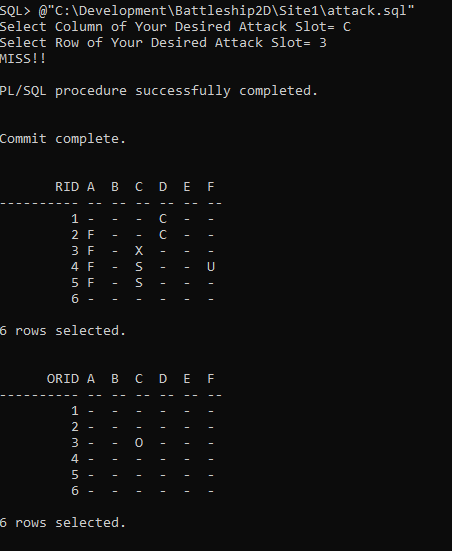 SQL> @"C:\Development\Battleship2D\Site1\attack.sql"
Select Column of Your Desired Attack Slot= C
Select Row of Your Desired Attack Slot= 3
MISS!!
PL/SQL procedure successfully completed.
Commit complete.
RID A B C D E F
---------- -- -- -- -- -- --
1 - - - C - -
2 F - - C - -
3 F - X - - -
4 F - S - - U
5 F - S - - -
6 - - - - - -
6 rows selected.
ORID A B C D E F
---------- -- -- -- -- -- --
1 - - - - - -
2 - - - - - -
3 - - O - - -
4 - - - - - -
5 - - - - - -
6 - - - - - -
6 rows selected.